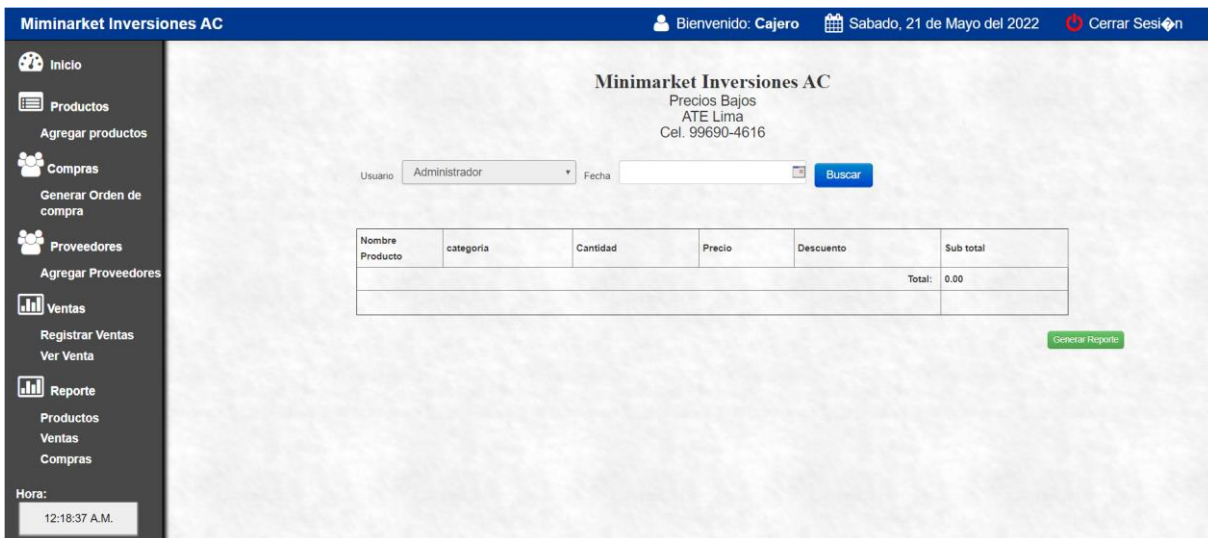 Miminarket Inversiones AC
Bienvenido: Cajero
Sabado, 21 de Mayo del 2022
Cerrar Sesi�n
Inicio
Productos
Agregar productos
Compras
Generar Orden de
compra
Proveedores
Agregar Proveedores
Ventas
Registrar Ventas
Ver Venta
Reporte
Productos
Ventas
Compras
Hora:
12:18:37 A.M.
Minimarket Inversiones AC
Precios Bajos
ATE Lima
Cel. 99690-4616
Usuario Administrador Fecha Buscar
Nombre Producto categoria Cantidad Precio Descuento Sub total
Total: 0.00
Generar Reporte